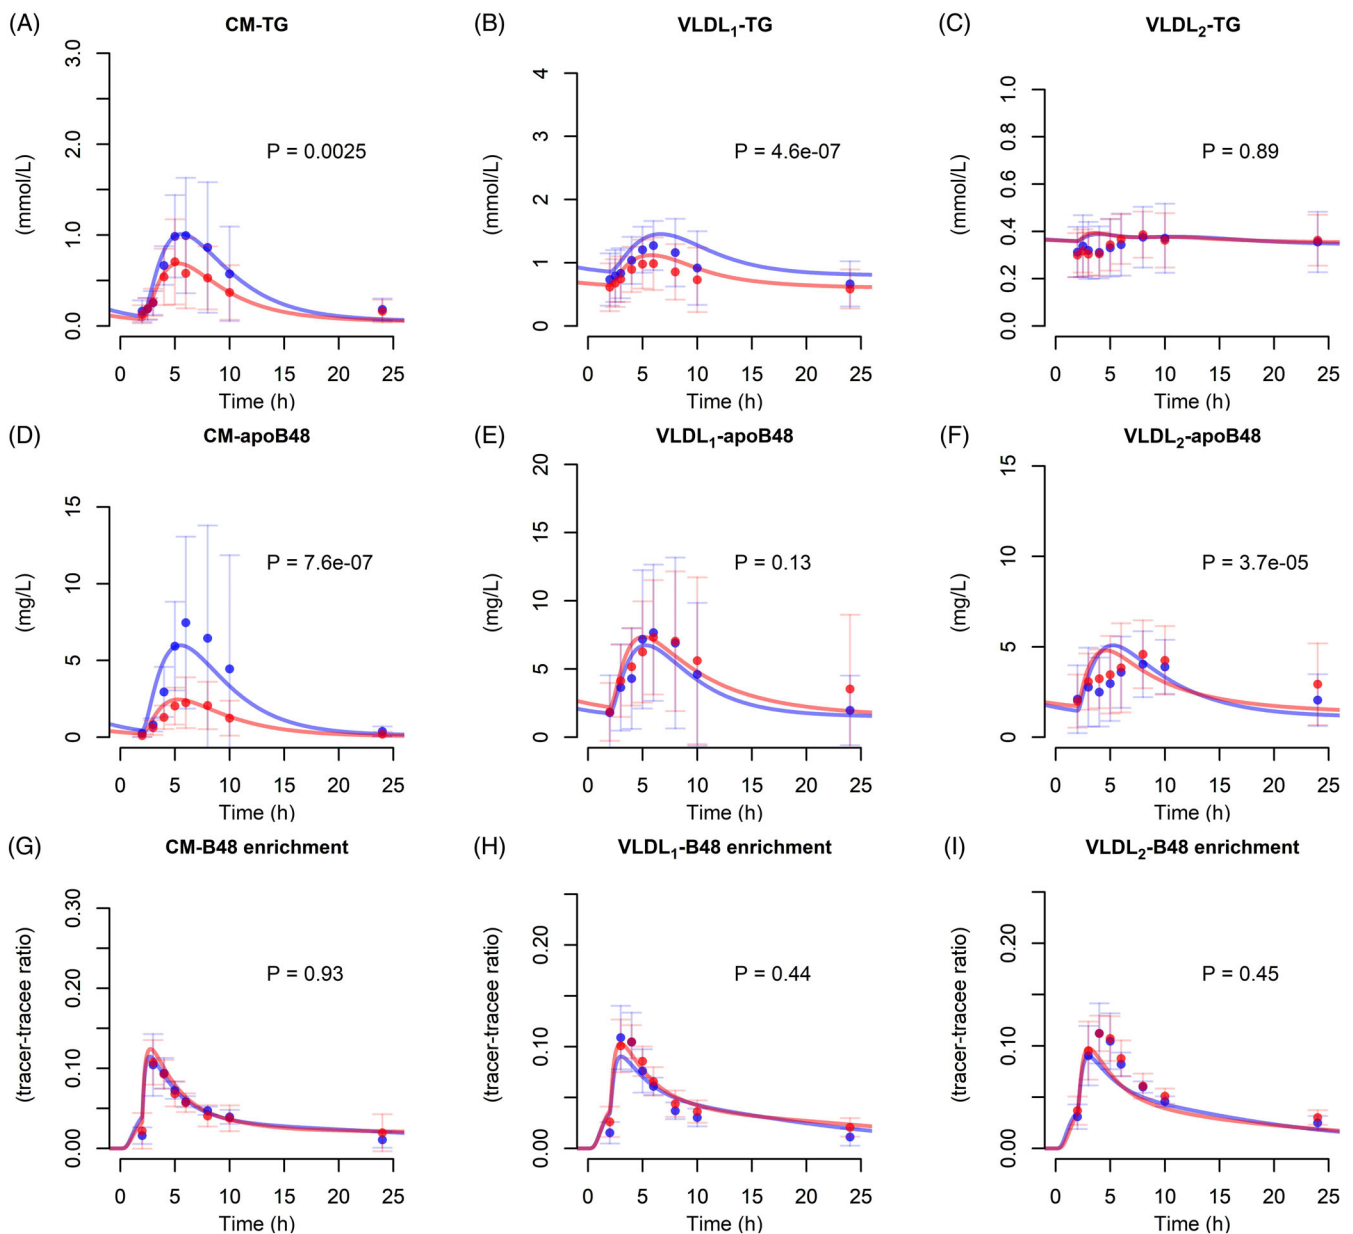 (A) CM-TG
3.0
2.0
1.0
0.0
(mmol/L)
P = 0.0025
0 5 10 15 20 25
Time (h)
(B) VLDL₁-TG
4
3
2
1
0
(mmol/L)
P = 4.6e-07
0 5 10 15 20 25
Time (h)
(C) VLDL₂-TG
1.0
0.8
0.6
0.4
0.2
0.0
(mmol/L)
P = 0.89
0 5 10 15 20 25
Time (h)
(D) CM-apoB48
15
10
5
0
(mg/L)
P = 7.6e-07
0 5 10 15 20 25
Time (h)
(E) VLDL₁-apoB48
20
15
10
5
0
(mg/L)
P = 0.13
0 5 10 15 20 25
Time (h)
(F) VLDL₂-apoB48
15
10
5
0
(mg/L)
P = 3.7e-05
0 5 10 15 20 25
Time (h)
(G) CM-B48 enrichment
0.30
0.20
0.10
0.00
(tracer-tracee ratio)
P = 0.93
0 5 10 15 20 25
Time (h)
(H) VLDL₁-B48 enrichment
0.20
0.10
0.00
(tracer-tracee ratio)
P = 0.44
0 5 10 15 20 25
Time (h)
(I) VLDL₂-B48 enrichment
0.20
0.10
0.00
(tracer-tracee ratio)
P = 0.45
0 5 10 15 20 25
Time (h)